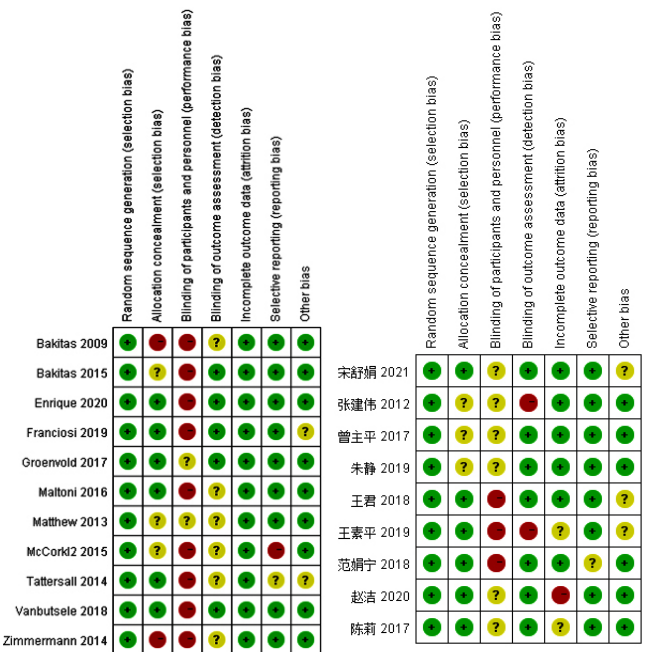 Random sequence generation (selection bias)
Allocation concealment (selection bias)
Blinding of participants and personnel (performance bias)
Blinding of outcome assessment (detection bias)
Incomplete outcome data (attrition bias)
Selective reporting (reporting bias)
Other bias
Bakitas 2009 + - - ? + + +
Bakitas 2015 + ? - + + + +
Enrique 2020 + + - + + + +
Franciosi 2019 + + - + + + ?
Groenvold 2017 + + ? + + + +
Maltoni 2016 + + - ? + + +
Matthew 2013 + ? ? ? + + +
McCorkl2 2015 + ? - ? + - +
Tattersall 2014 + + - ? + ? ?
Vanbutsele 2018 + + - + + + +
Zimmermann 2014 + - - ? + + +
Random sequence generation (selection bias)
Allocation concealment (selection bias)
Blinding of participants and personnel (performance bias)
Blinding of outcome assessment (detection bias)
Incomplete outcome data (attrition bias)
Selective reporting (reporting bias)
Other bias
宋舒娟 2021 + + ? + + + ?
张建伟 2012 + ? ? - + + +
曾主平 2017 + ? ? + + + +
朱静 2019 + ? ? + + + +
王君 2018 + + - + + + ?
王素平 2019 + + - - ? + ?
范娟宁 2018 + + - + + ? +
赵洁 2020 + + ? + - + +
陈莉 2017 + + ? + ? + +